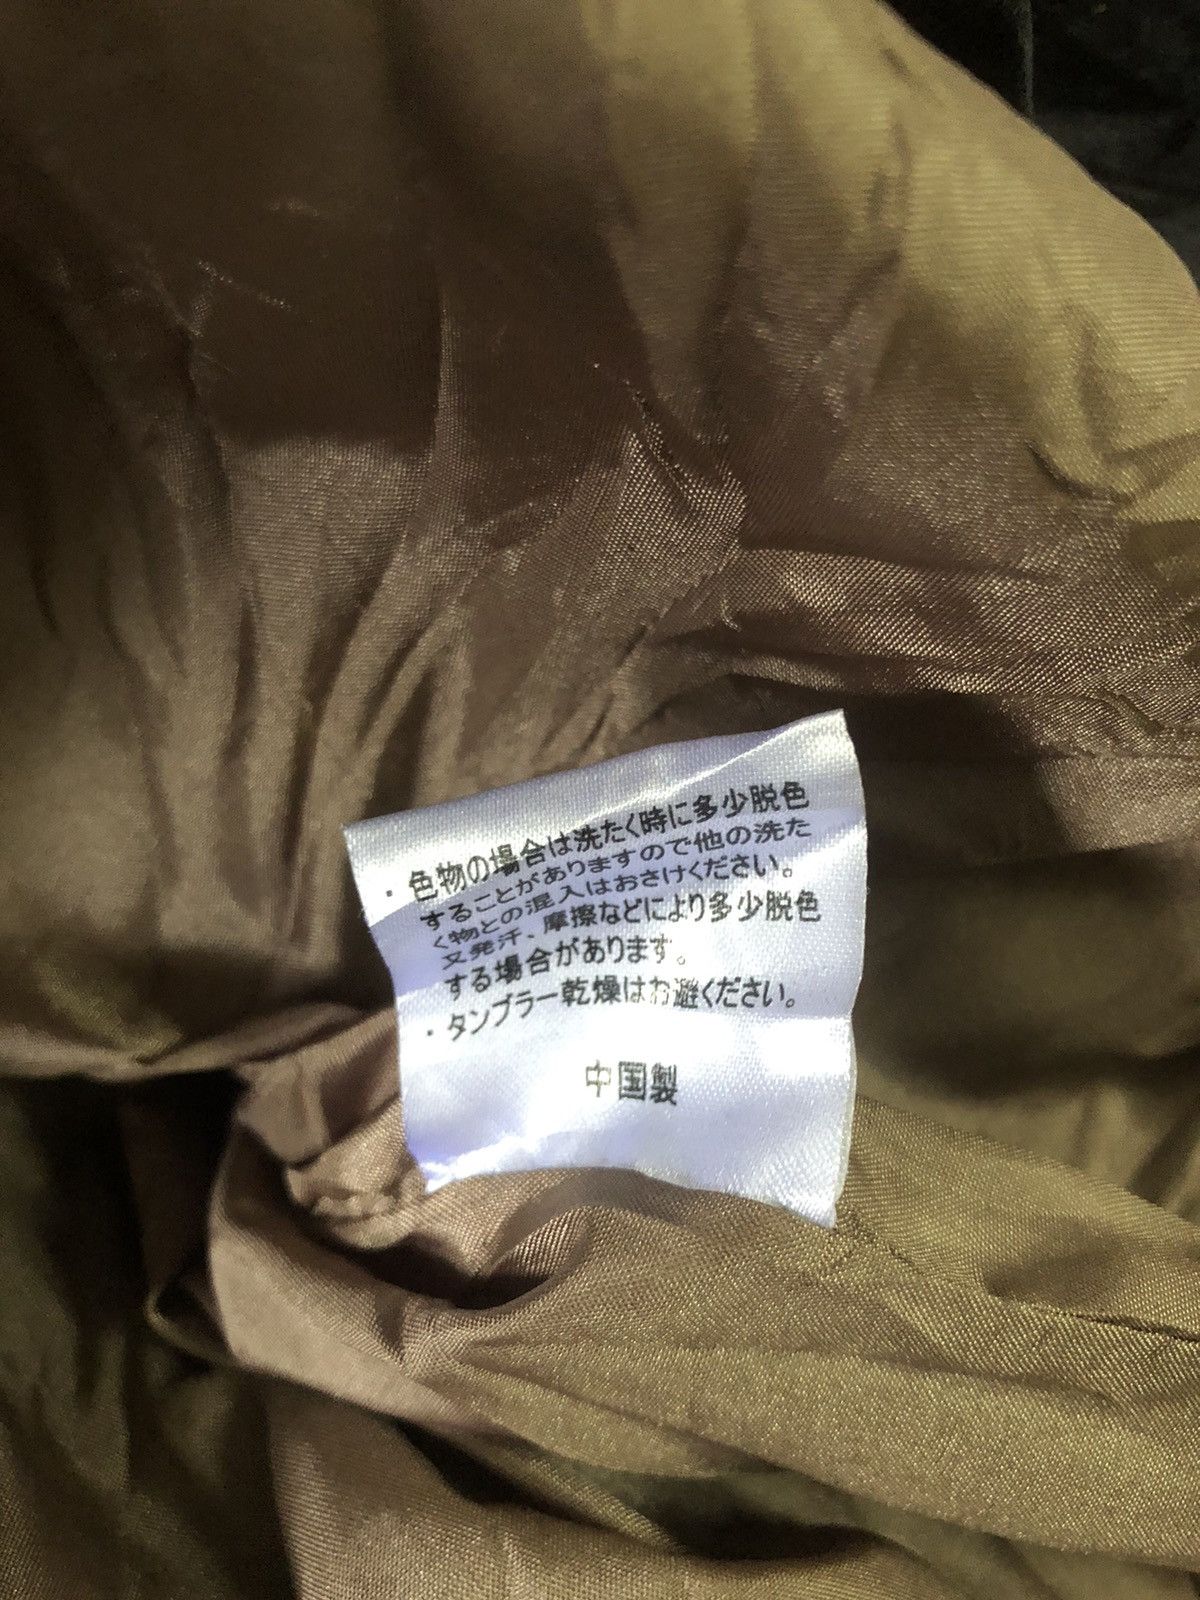 ・色物の場合は洗たく時に多少脱色
することがありますので他の洗た
く物との混入はおさけください。
又発汗、摩擦などにより多少脱色
する場合があります。
・タンブラー乾燥はお避ください。
中国製